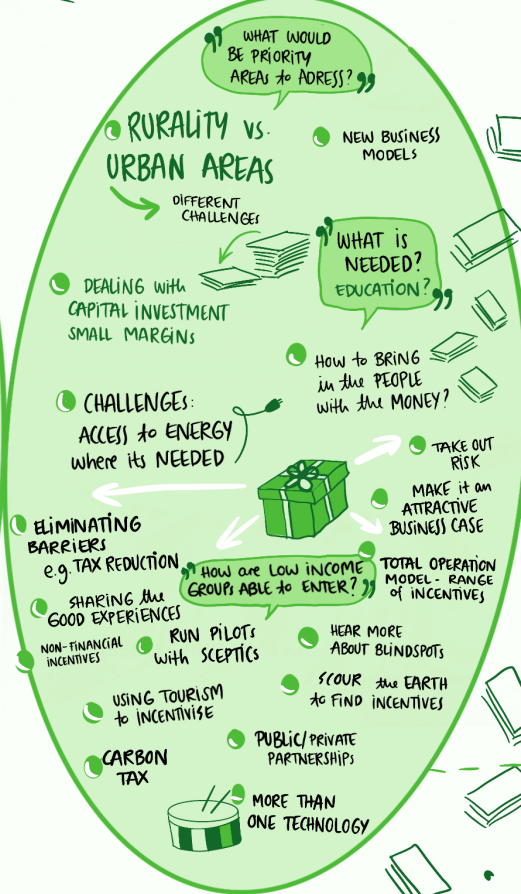 WHAT WOULD
BE PRIORITY
AREAS to ADRESS?
RURALITY vs.
URBAN AREAS
DIFFERENT
CHALLENGES
NEW BUSINESS
MODELS
WHAT IS
NEEDED?
EDUCATION?
DEALING with
CAPITAL INVESTMENT
SMALL MARGINS
HOW to BRING
in the PEOPLE
with the MONEY?
CHALLENGES:
ACCESS to ENERGY
where its NEEDED
TAKE OUT
RISK
MAKE it an
ATTRACTIVE
BUSINESS CASE
ELIMINATING
BARRIERS
e.g. TAX REDUCTION
HOW are LOW INCOME
GROUPS ABLE to ENTER?
TOTAL OPERATION
MODEL - RANGE
of INCENTIVES
SHARING the
GOOD EXPERIENCES
NON-FINANCIAL
INCENTIVES
RUN PILOTS
with SCEPTICS
HEAR MORE
ABOUT BLINDSPOTS
USING TOURISM
to INCENTIVISE
SCOUR the EARTH
to FIND INCENTIVES
CARBON
TAX
PUBLIC/PRIVATE
PARTNERSHIPS
MORE THAN
ONE TECHNOLOGY